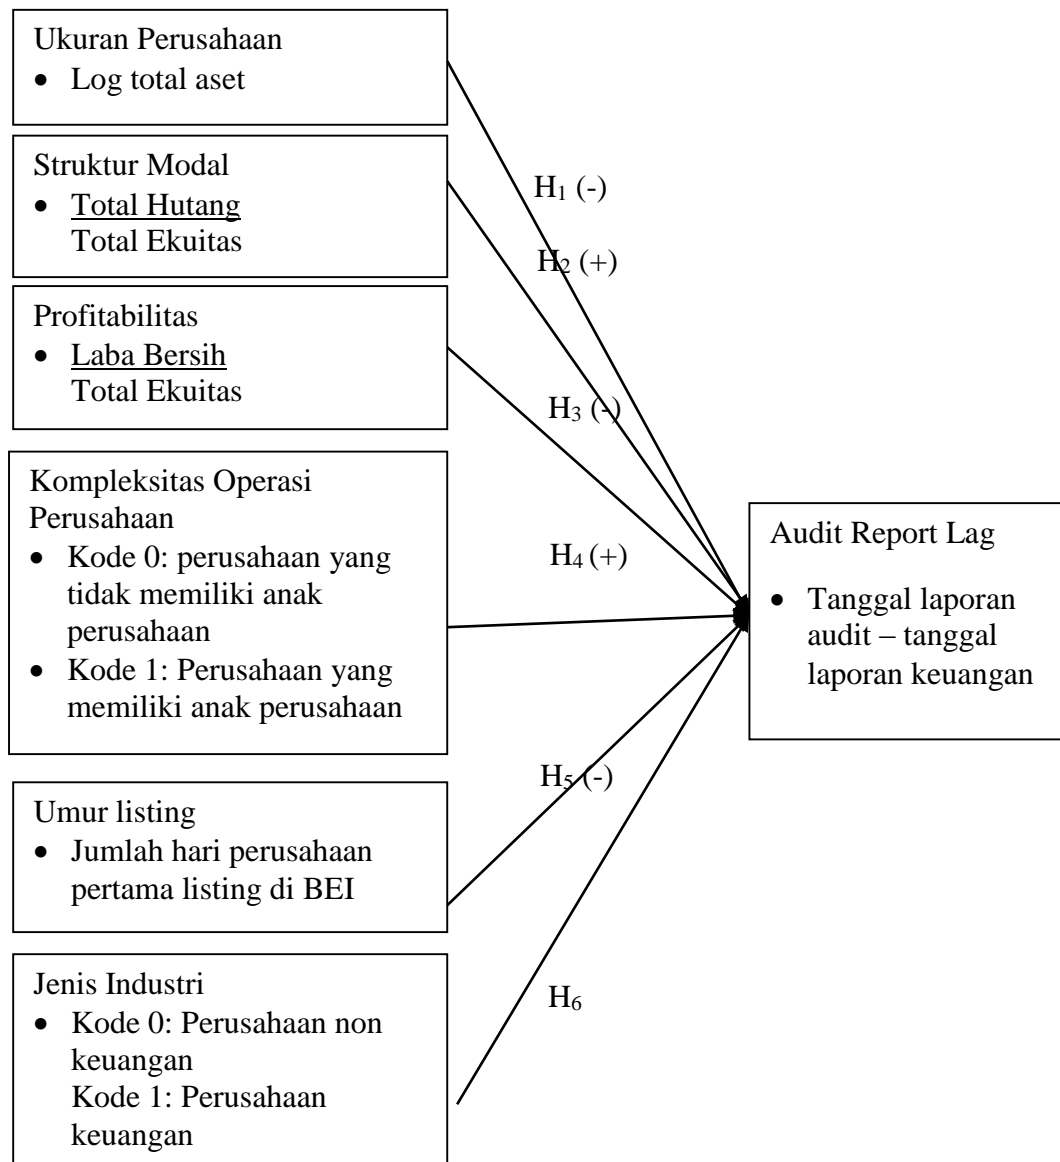 Ukuran Perusahaan
• Log total aset
Struktur Modal
• Total Hutang
Total Ekuitas
Profitabilitas
• Laba Bersih
Total Ekuitas
Kompleksitas Operasi
Perusahaan
• Kode 0: perusahaan yang
tidak memiliki anak
perusahaan
• Kode 1: Perusahaan yang
memiliki anak perusahaan
Umur listing
• Jumlah hari perusahaan
pertama listing di BEI
Jenis Industri
• Kode 0: Perusahaan non
keuangan
Kode 1: Perusahaan
keuangan
H₁ (-)
H₂ (+)
H₃ (-)
H₄ (+)
H₅ (-)
H₆
Audit Report Lag
• Tanggal laporan
audit – tanggal
laporan keuangan